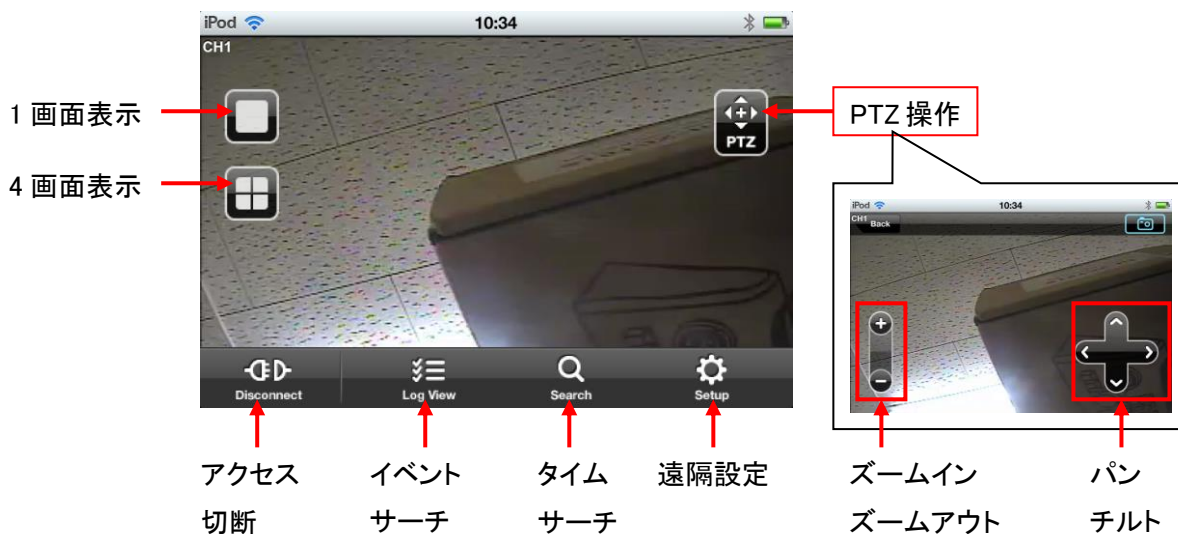 iPod 10:34
CH1
1 画面表示
4 画面表示
PTZ
PTZ 操作
Disconnect
Log View
Search
Setup
iPod 10:34
CH1
Back
アクセス
切断
イベント
サーチ
タイム
サーチ
遠隔設定
ズームイン
ズームアウト
パン
チルト